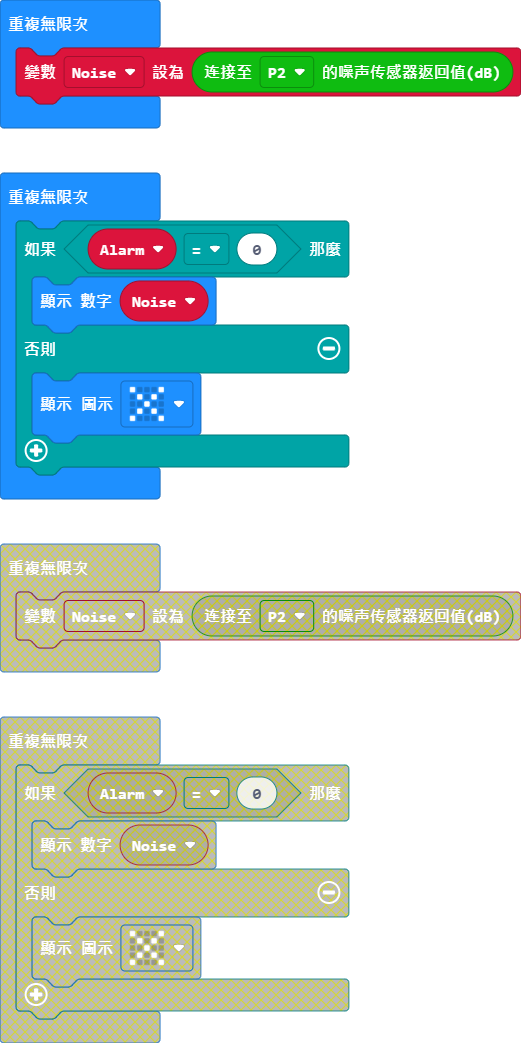 重複無限次
變數 Noise 設為 连接至 P2 的噪声传感器返回值(dB)
重複無限次
如果 Alarm = 0 那麼
顯示 數字 Noise
否則
顯示 圖示
重複無限次
變數 Noise 設為 连接至 P2 的噪声传感器返回值(dB)
重複無限次
如果 Alarm = 0 那麼
顯示 數字 Noise
否則
顯示 圖示